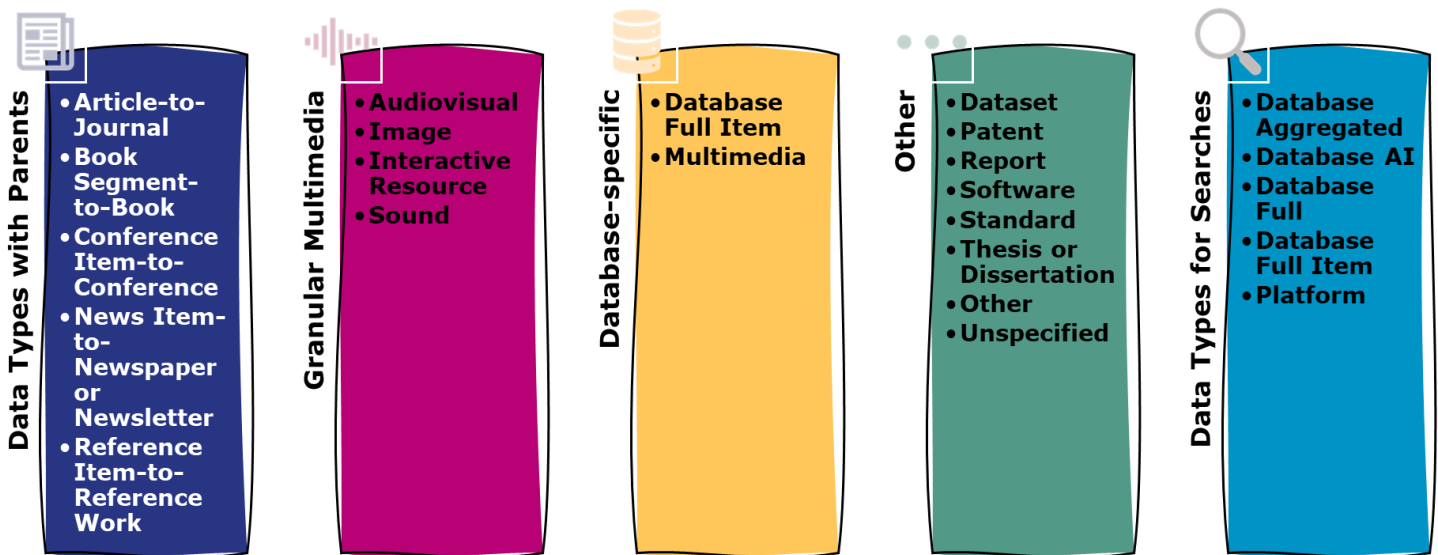 Data Types with Parents
•Article-to-
Journal
•Book
Segment-
to-Book
•Conference
Item-to-
Conference
•News Item-
to-
Newspaper
or
Newsletter
•Reference
Item-to-
Reference
Work
Granular Multimedia
•Audiovisual
•Image
•Interactive
Resource
•Sound
Database-specific
•Database
Full Item
•Multimedia
Other
•Dataset
•Patent
•Report
•Software
•Standard
•Thesis or
Dissertation
•Other
•Unspecified
Data Types for Searches
•Database
Aggregated
•Database AI
•Database
Full
•Database
Full Item
•Platform